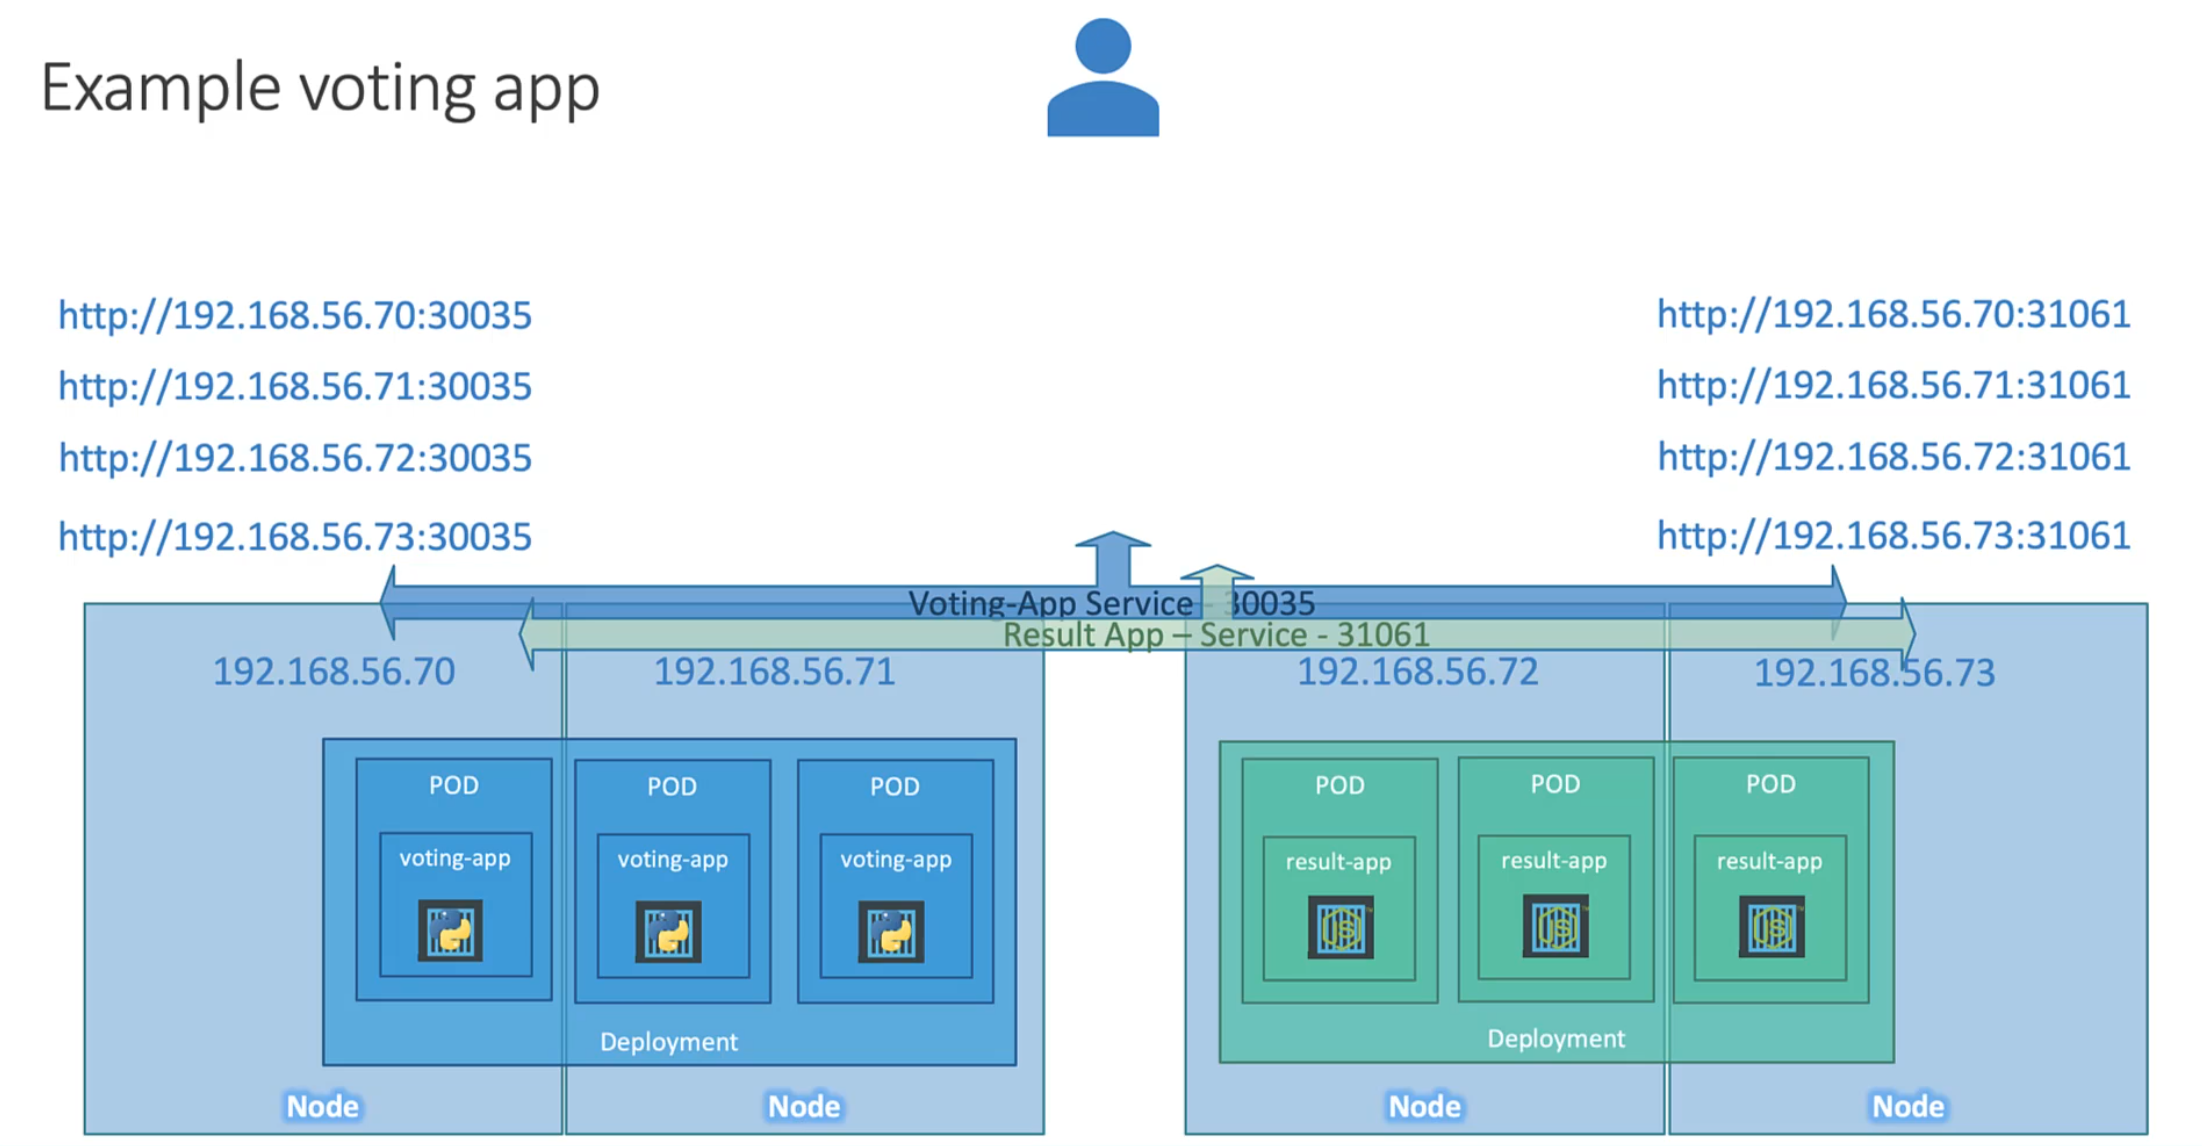 Example voting app
http://192.168.56.70:30035
http://192.168.56.71:30035
http://192.168.56.72:30035
http://192.168.56.73:30035
http://192.168.56.70:31061
http://192.168.56.71:31061
http://192.168.56.72:31061
http://192.168.56.73:31061
Voting-App Service - 30035
Result App – Service - 31061
192.168.56.70
192.168.56.71
192.168.56.72
192.168.56.73
POD
voting-app
POD
voting-app
POD
voting-app
Deployment
POD
result-app
JS
POD
result-app
JS
POD
result-app
JS
Deployment
Node
Node
Node
Node